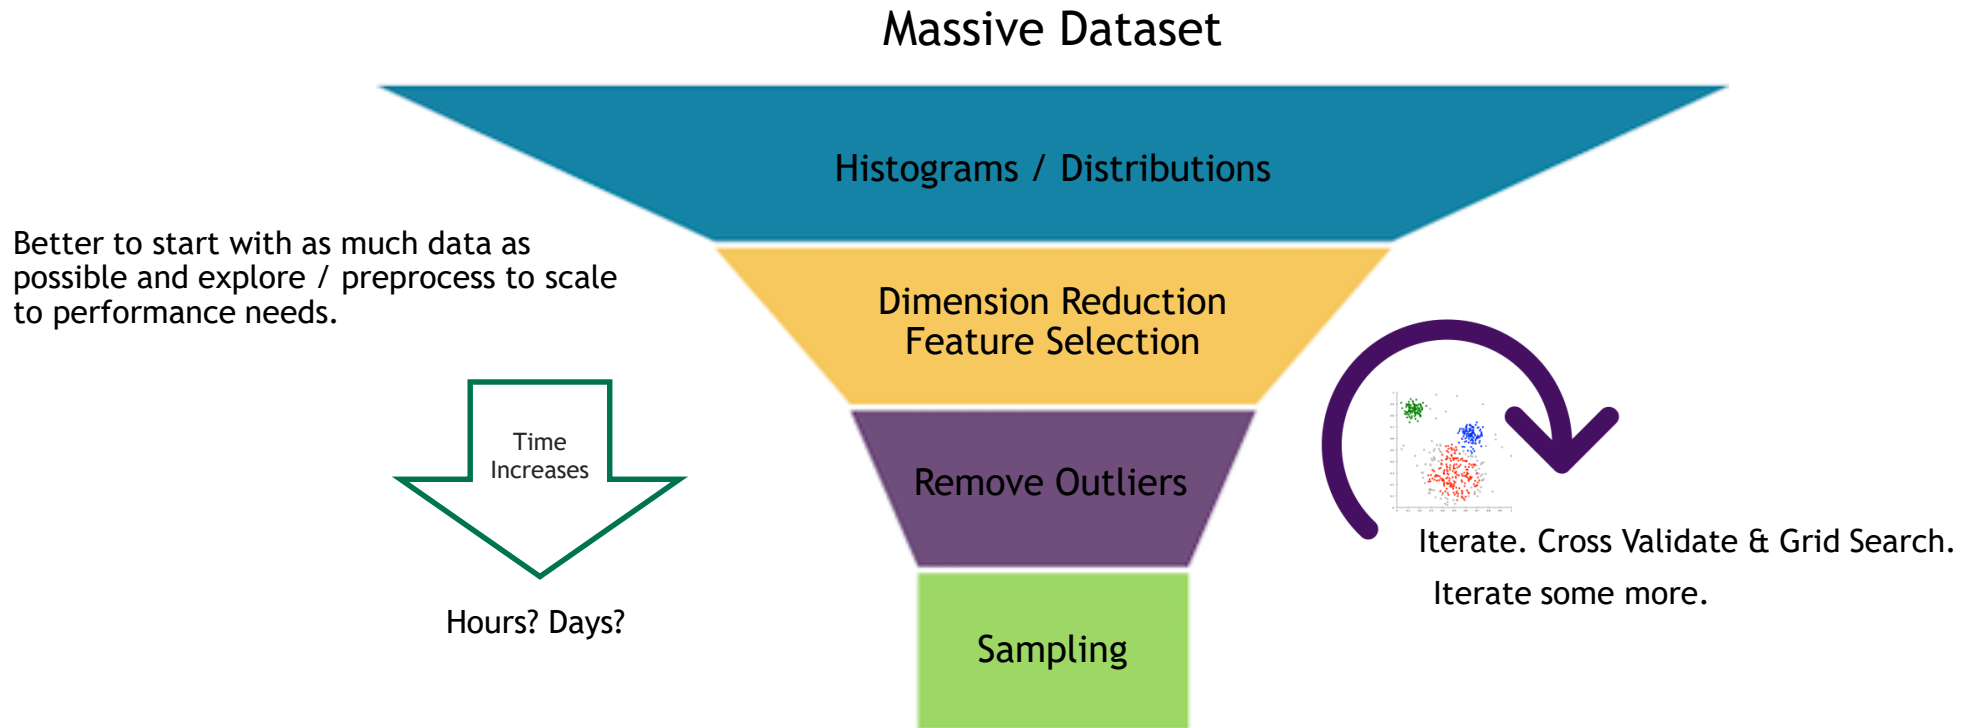 Massive Dataset
Histograms / Distributions
Better to start with as much data as
possible and explore / preprocess to scale
to performance needs.
Dimension Reduction
Feature Selection
Time
Increases
Remove Outliers
Iterate. Cross Validate & Grid Search.
Iterate some more.
Hours? Days?
Sampling